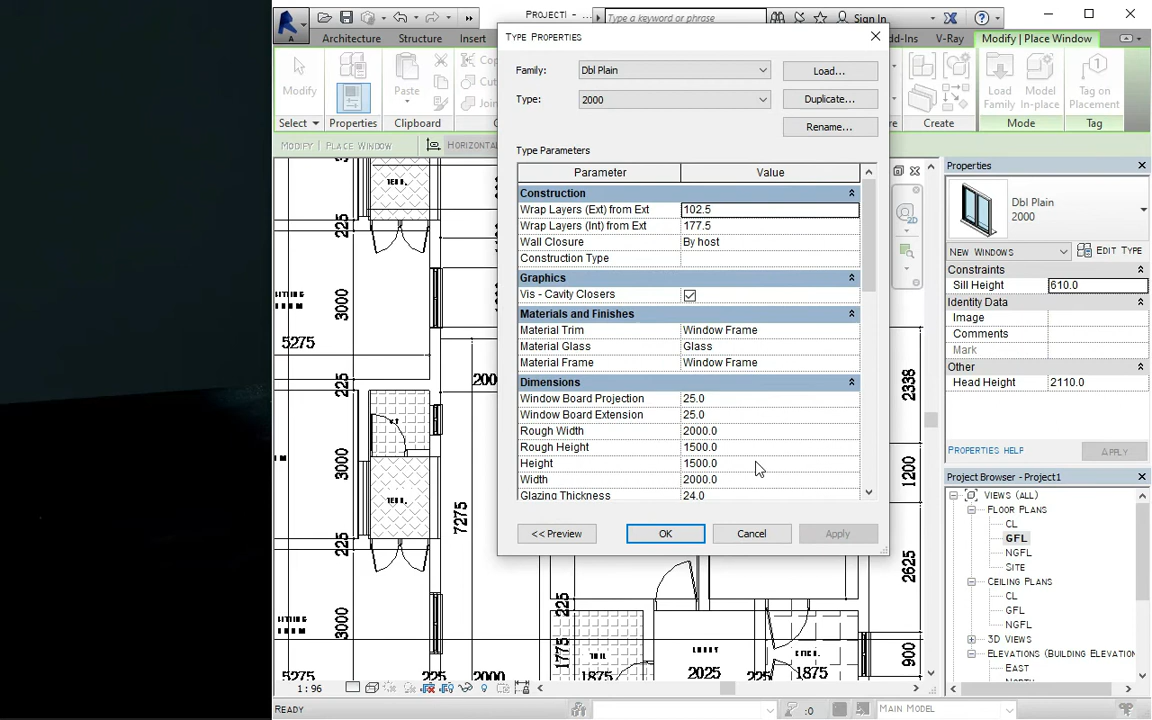 PROJECT1 -
Type a keyword or phrase
Sign In
Architecture
Structure
Insert
Add-Ins
V-Ray
Modify | Place Window
Modify
Paste
Load Family
Model In-place
Tag on Placement
Select
Properties
Clipboard
Create
Mode
Tag
MODIFY | PLACE WINDOW
TYPE PROPERTIES
Family:
Dbl Plain
Load...
Type:
2000
Duplicate...
Rename...
Type Parameters
Parameter
Value
Construction
Wrap Layers (Ext) from Ext
102.5
Wrap Layers (Int) from Ext
177.5
Wall Closure
By host
Construction Type
Graphics
Vis - Cavity Closers
Materials and Finishes
Material Trim
Window Frame
Material Glass
Glass
Material Frame
Window Frame
Dimensions
Window Board Projection
25.0
Window Board Extension
25.0
Rough Width
2000.0
Rough Height
1500.0
Height
1500.0
Width
2000.0
Glazing Thickness
24.0
<< Preview
OK
Cancel
Apply
Properties
Dbl Plain
2000
NEW WINDOWS
EDIT TYPE
Constraints
Sill Height
610.0
Identity Data
Image
Comments
Mark
Other
Head Height
2110.0
PROPERTIES HELP
APPLY
Project Browser - Project1
VIEWS (ALL)
FLOOR PLANS
CL
GFL
NGFL
SITE
CEILING PLANS
CL
GFL
NGFL
3D VIEWS
ELEVATIONS (BUILDING ELEVATION
EAST
225
3000
5275
225
3000
225
3000
5275
225
7275
2000
225
1775
1875
TOIL
LOBBY
2025
225
1875
2338
1200
2625
900
1 : 96
READY
:0
MAIN MODEL